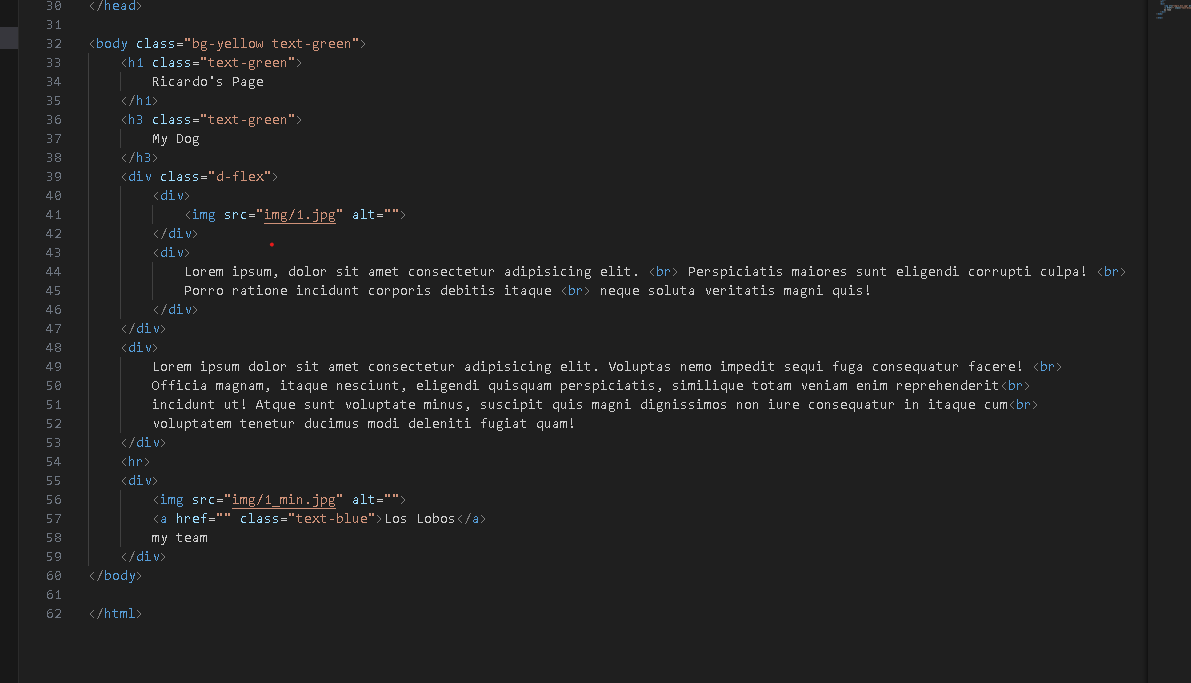 30 </head>
31
32 <body class="bg-yellow text-green">
33 <h1 class="text-green">
34 Ricardo's Page
35 </h1>
36 <h3 class="text-green">
37 My Dog
38 </h3>
39 <div class="d-flex">
40 <div>
41 <img src="img/1.jpg" alt="">
42 </div>
43 <div>
44 Lorem ipsum, dolor sit amet consectetur adipisicing elit. <br> Perspiciatis maiores sunt eligendi corrupti culpa! <br>
45 Porro ratione incidunt corporis debitis itaque <br> neque soluta veritatis magni quis!
46 </div>
47 </div>
48 <div>
49 Lorem ipsum dolor sit amet consectetur adipisicing elit. Voluptas nemo impedit sequi fuga consequatur facere! <br>
50 Officia magnam, itaque nesciunt, eligendi quisquam perspiciatis, similique totam veniam enim reprehenderit<br>
51 incidunt ut! Atque sunt voluptate minus, suscipit quis magni dignissimos non iure consequatur in itaque cum<br>
52 voluptatem tenetur ducimus modi deleniti fugiat quam!
53 </div>
54 <hr>
55 <div>
56 <img src="img/1_min.jpg" alt="">
57 <a href="" class="text-blue">Los Lobos</a>
58 my team
59 </div>
60 </body>
61
62 </html>